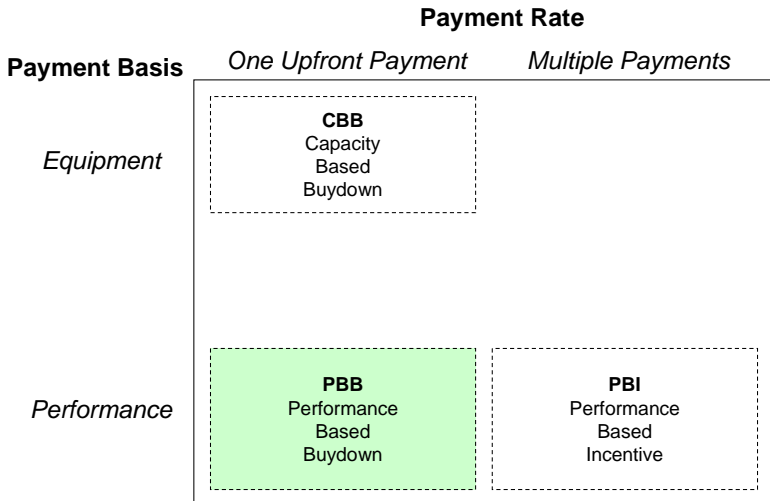 Payment Rate
Payment Basis
One Upfront Payment
Multiple Payments
Equipment
CBB
Capacity
Based
Buydown
Performance
PBB
Performance
Based
Buydown
PBI
Performance
Based
Incentive